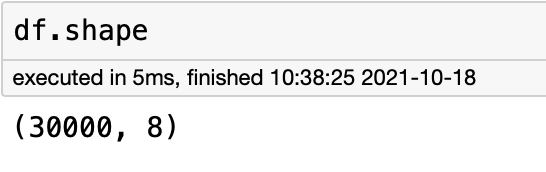 df.shape
executed in 5ms, finished 10:38:25 2021-10-18
(30000, 8)